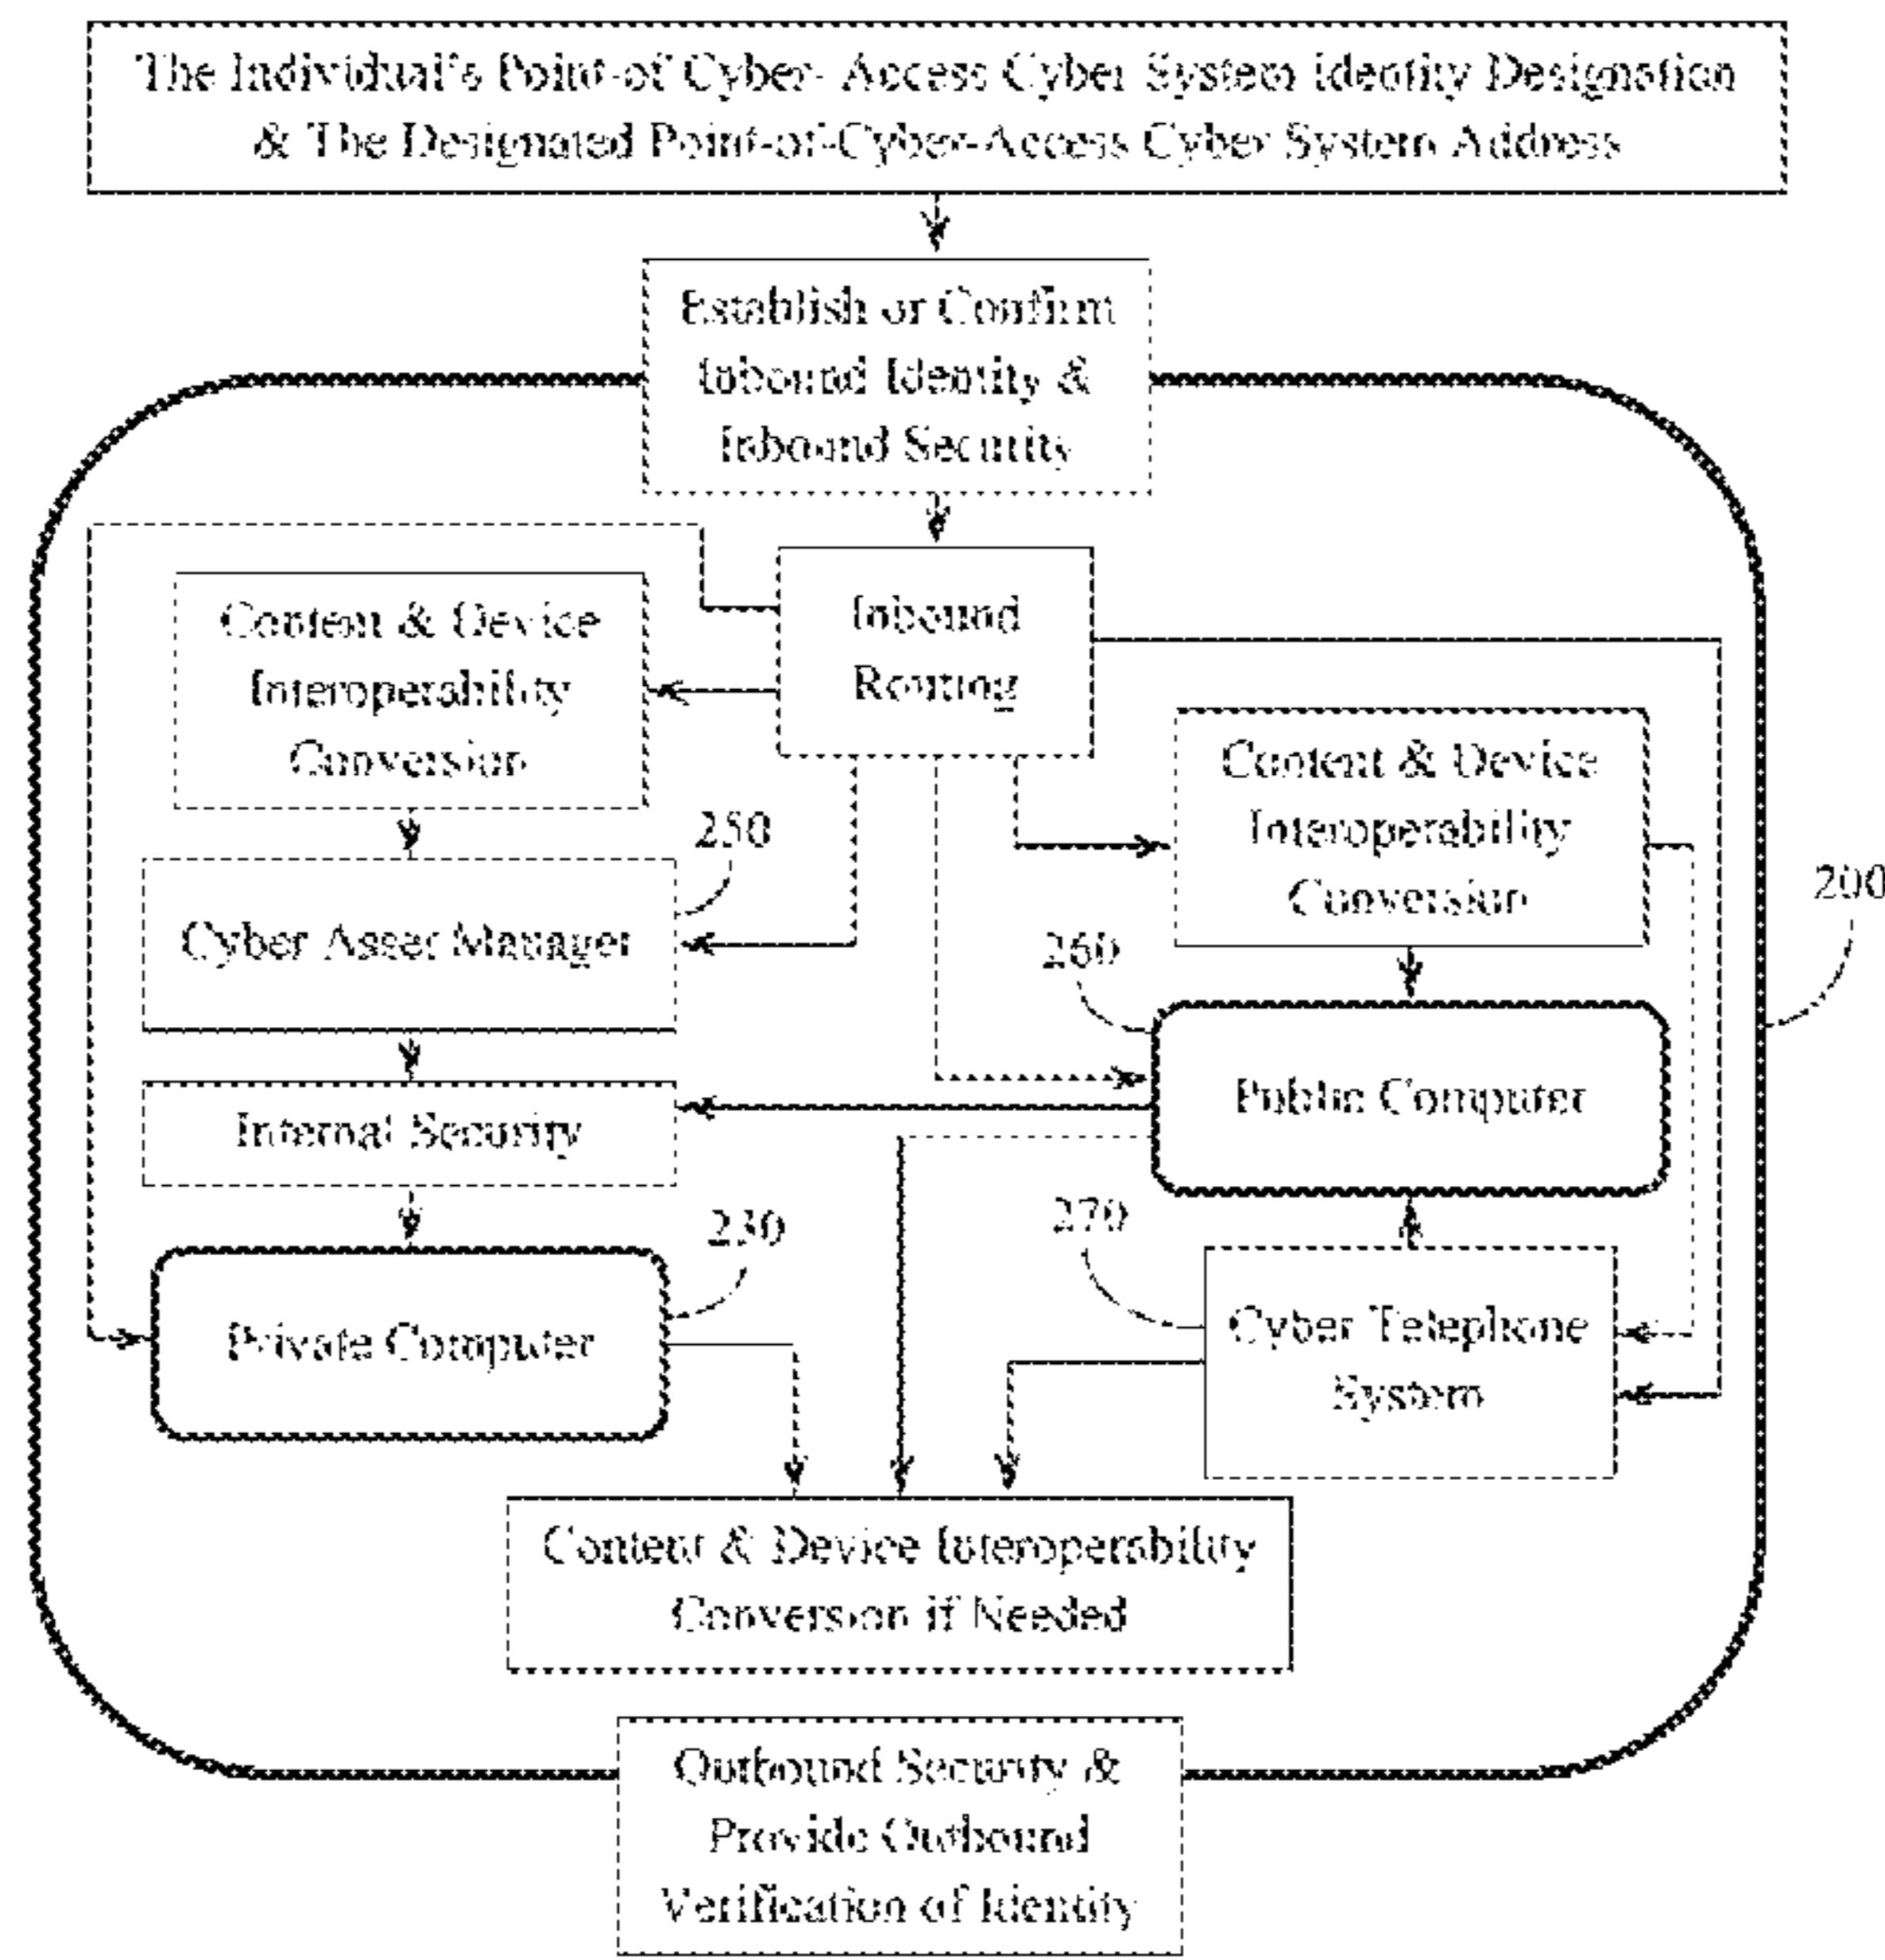 The Individual's Point-of Cyber- Access Cyber System Identity Designation
& The Designated Point-of-Cyber-Access Cyber System Address
Establish or Confirm
Inbound Identity &
Inbound Security
Inbound
Routing
Content & Device
Interoperability
Conversion
Content & Device
Interoperability
Conversion
250
Cyber Asset Manager
200
260
Public Computer
Internal Security
230
270
Private Computer
Cyber Telephone
System
Content & Device Interoperability
Conversion if Needed
Outbound Security &
Provide Outbound
Verification of Identity